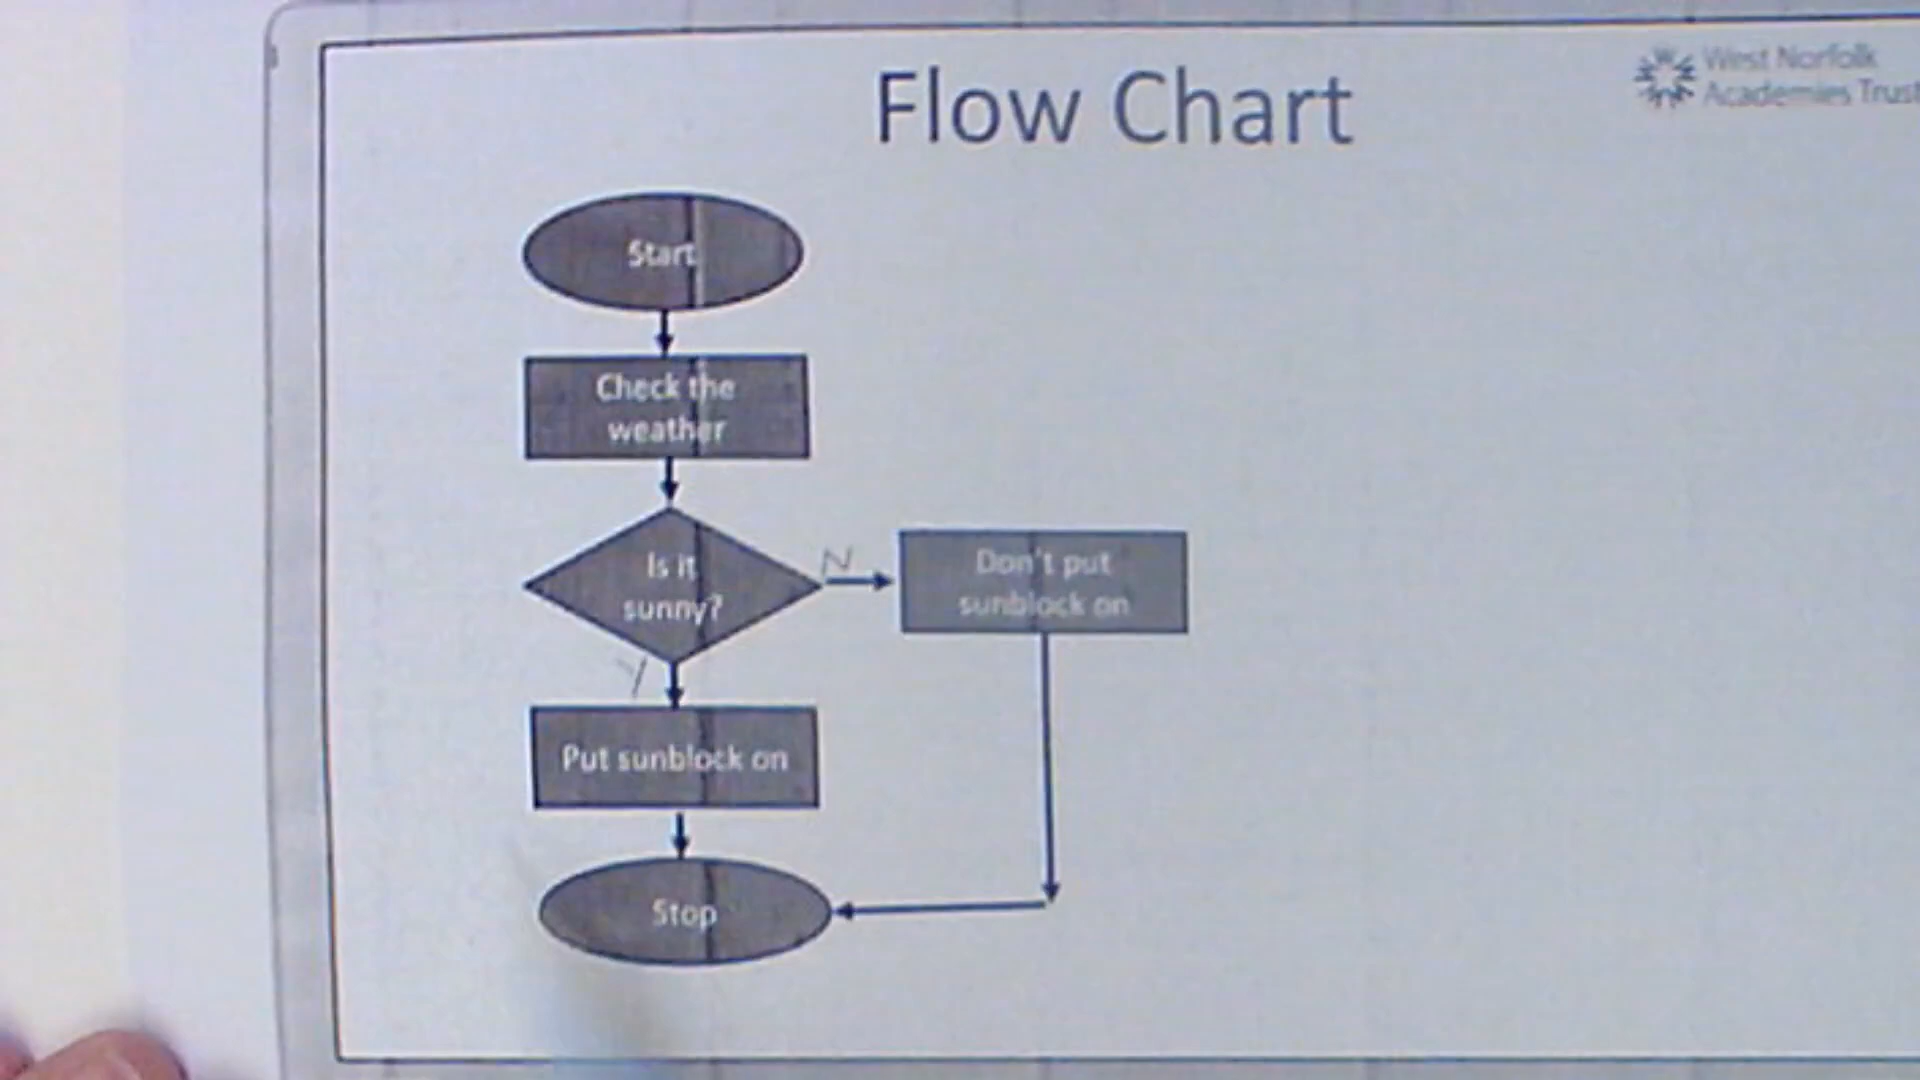 Flow Chart
West Norfolk
Academies Trust
Start
Check the
weather
Is it
sunny?
N
Don't put
sunblock on
Y
Put sunblock on
Stop